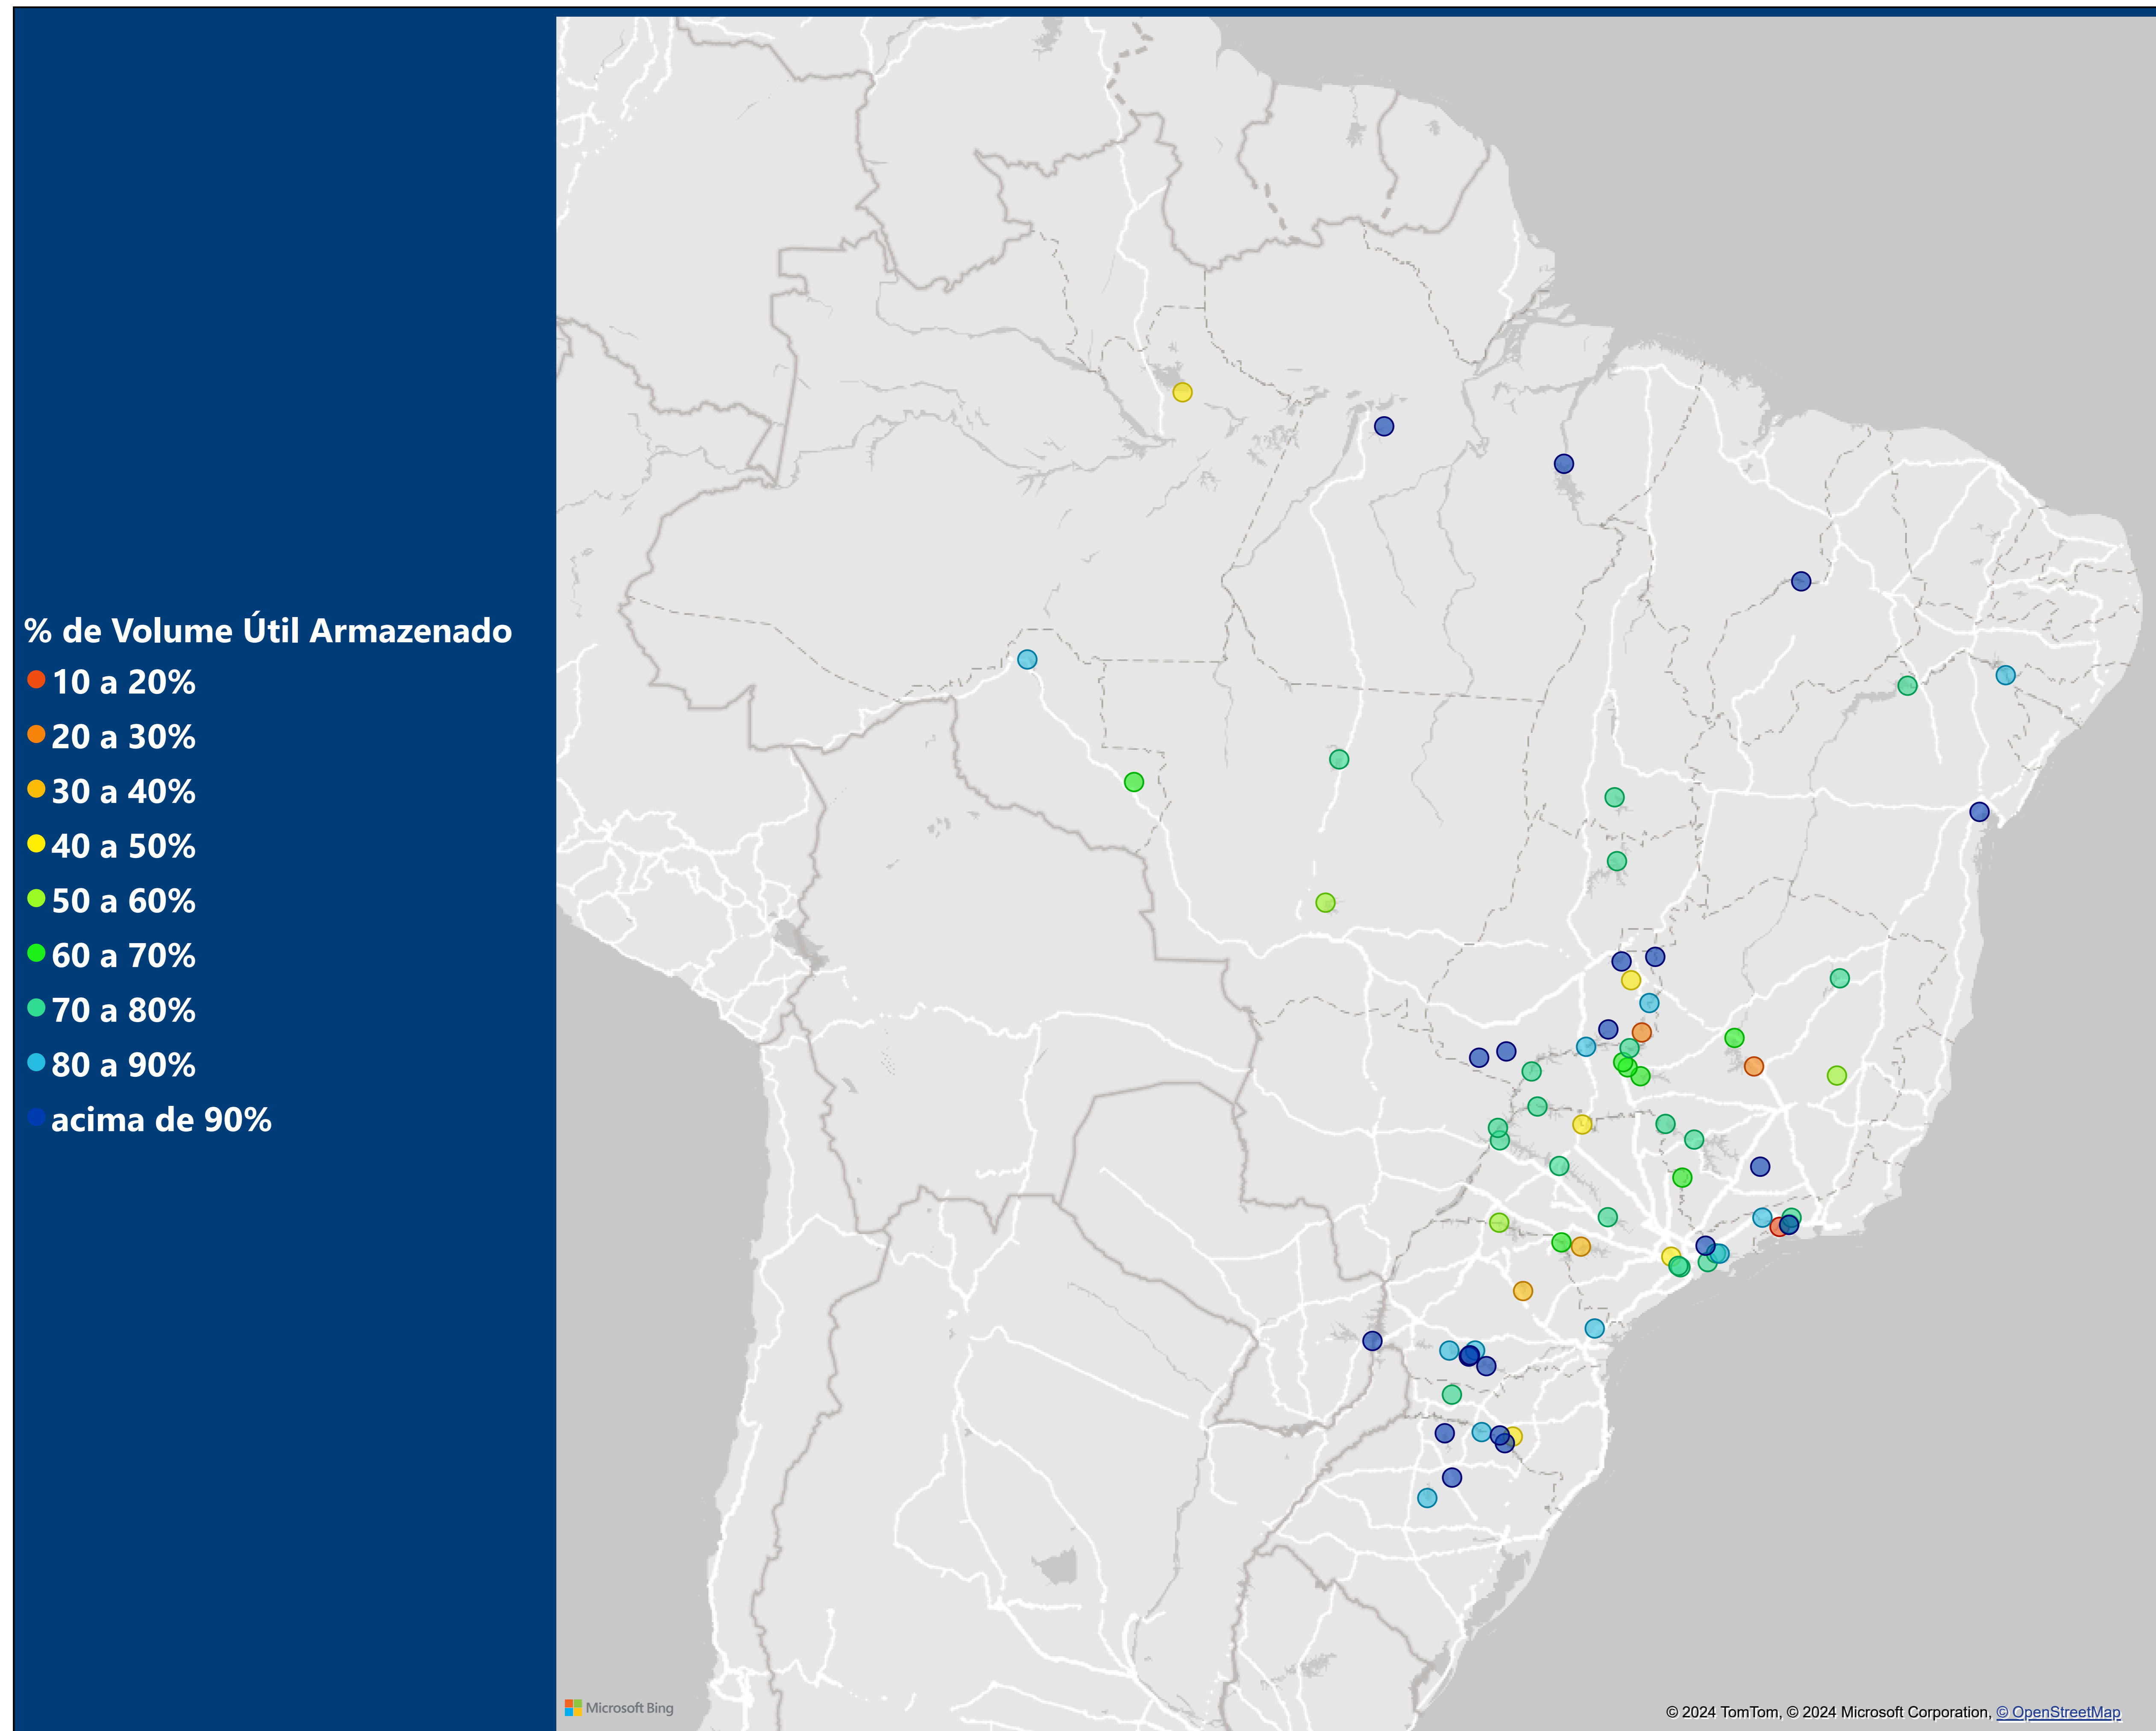 % de Volume Útil Armazenado
10 a 20%
20 a 30%
30 a 40%
40 a 50%
50 a 60%
60 a 70%
70 a 80%
80 a 90%
acima de 90%
Microsoft Bing
© 2024 TomTom, © 2024 Microsoft Corporation, © OpenStreetMap